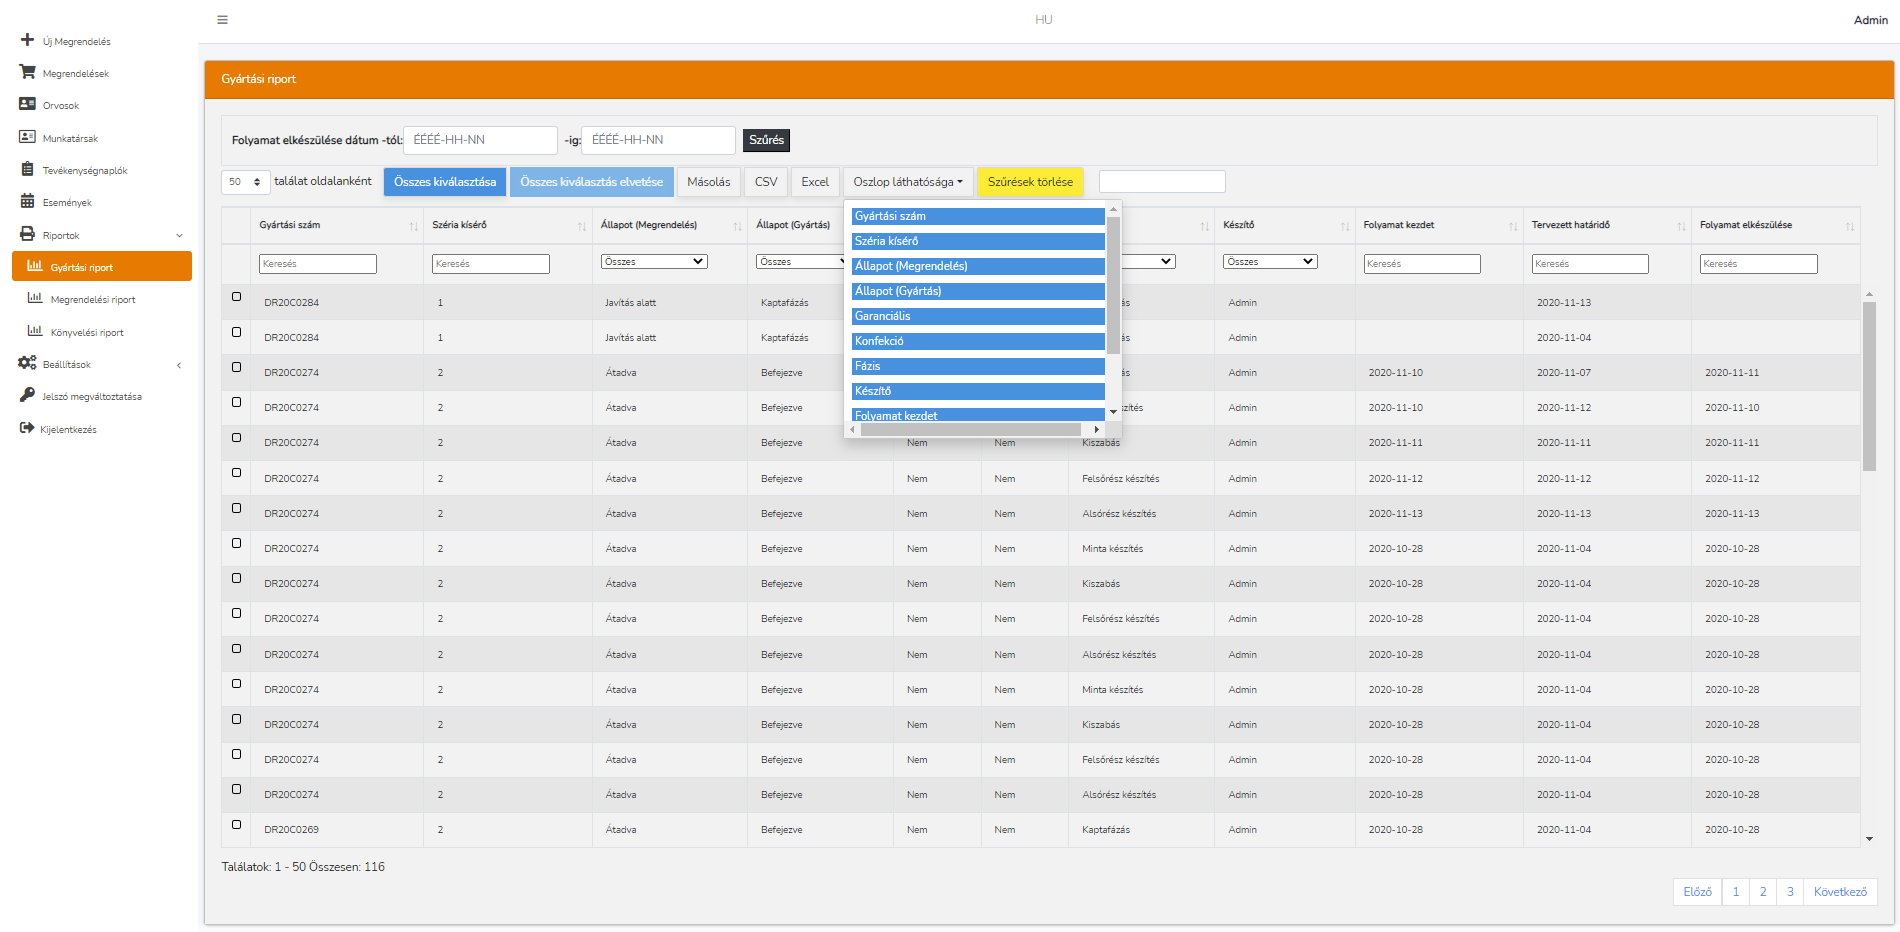 HU
Admin
Új Megrendelés
Megrendelések
Orvosok
Munkatársak
Tevékenységnaplók
Események
Riportok
Gyártási riport
Megrendelési riport
Könyvelési riport
Beállítások
Jelszó megváltoztatása
Kijelentkezés
Gyártási riport
Folyamat elkészülése dátum -tól: ÉÉÉÉ-HH-NN -ig: ÉÉÉÉ-HH-NN Szűrés
50 találat oldalanként Összes kiválasztása Összes kiválasztás elvetése Másolás CSV Excel Oszlop láthatósága Szűrések törlése
Gyártási szám
Széria kísérő
Állapot (Megrendelés)
Állapot (Gyártás)
Garanciális
Konfekció
Fázis
Készítő
Folyamat kezdet
Gyártási szám Széria kísérő Állapot (Megrendelés) Állapot (Gyártás) Készítő Folyamat kezdet Tervezett határidő Folyamat elkészülése
Keresés Keresés Összes Összes Összes Keresés Keresés Keresés
DR20C0284 1 Javítás alatt Kaptafázás ás Admin 2020-11-13
DR20C0284 1 Javítás alatt Kaptafázás ás Admin 2020-11-04
DR20C0274 2 Átadva Befejezve ás Admin 2020-11-10 2020-11-07 2020-11-11
DR20C0274 2 Átadva Befejezve szítés Admin 2020-11-10 2020-11-12 2020-11-10
DR20C0274 2 Átadva Befejezve Nem Nem Kiszabás Admin 2020-11-11 2020-11-11 2020-11-11
DR20C0274 2 Átadva Befejezve Nem Nem Felsőrész készítés Admin 2020-11-12 2020-11-12 2020-11-12
DR20C0274 2 Átadva Befejezve Nem Nem Alsórész készítés Admin 2020-11-13 2020-11-13 2020-11-13
DR20C0274 2 Átadva Befejezve Nem Nem Minta készítés Admin 2020-10-28 2020-11-04 2020-10-28
DR20C0274 2 Átadva Befejezve Nem Nem Kiszabás Admin 2020-10-28 2020-11-04 2020-10-28
DR20C0274 2 Átadva Befejezve Nem Nem Felsőrész készítés Admin 2020-10-28 2020-11-04 2020-10-28
DR20C0274 2 Átadva Befejezve Nem Nem Alsórész készítés Admin 2020-10-28 2020-11-04 2020-10-28
DR20C0274 2 Átadva Befejezve Nem Nem Minta készítés Admin 2020-10-28 2020-11-04 2020-10-28
DR20C0274 2 Átadva Befejezve Nem Nem Kiszabás Admin 2020-10-28 2020-11-04 2020-10-28
DR20C0274 2 Átadva Befejezve Nem Nem Felsőrész készítés Admin 2020-10-28 2020-11-04 2020-10-28
DR20C0274 2 Átadva Befejezve Nem Nem Alsórész készítés Admin 2020-10-28 2020-11-04 2020-10-28
DR20C0269 2 Átadva Befejezve Nem Nem Kaptafázás Admin 2020-10-28 2020-11-04 2020-10-28
Találatok: 1 - 50 Összesen: 116
Előző 1 2 3 Következő